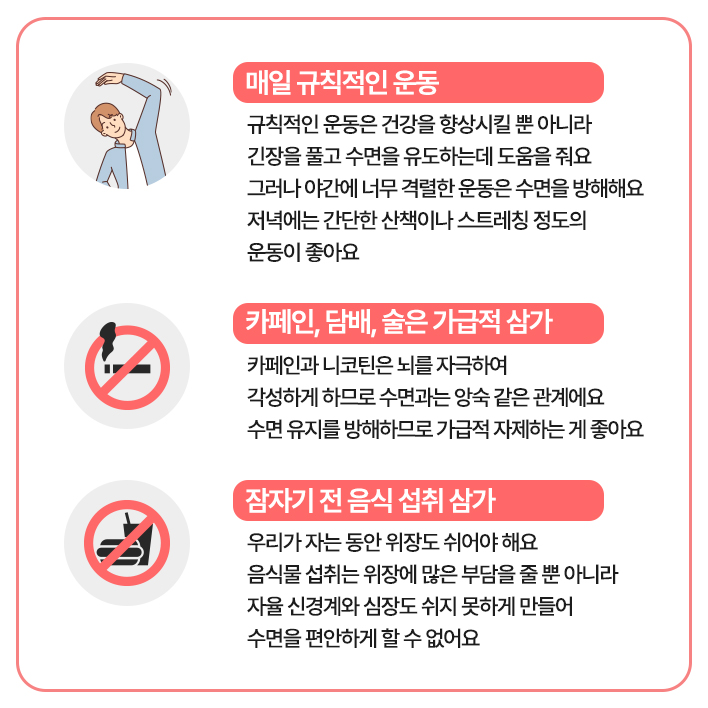 매일 규칙적인 운동
규칙적인 운동은 건강을 향상시킬 뿐 아니라
긴장을 풀고 수면을 유도하는데 도움을 줘요
그러나 야간에 너무 격렬한 운동은 수면을 방해해요
저녁에는 간단한 산책이나 스트레칭 정도의
운동이 좋아요
카페인, 담배, 술은 가급적 삼가
카페인과 니코틴은 뇌를 자극하여
각성하게 하므로 수면과는 앙숙 같은 관계에요
수면 유지를 방해하므로 가급적 자제하는 게 좋아요
잠자기 전 음식 섭취 삼가
우리가 자는 동안 위장도 쉬어야 해요
음식물 섭취는 위장에 많은 부담을 줄 뿐 아니라
자율 신경계와 심장도 쉬지 못하게 만들어
수면을 편안하게 할 수 없어요